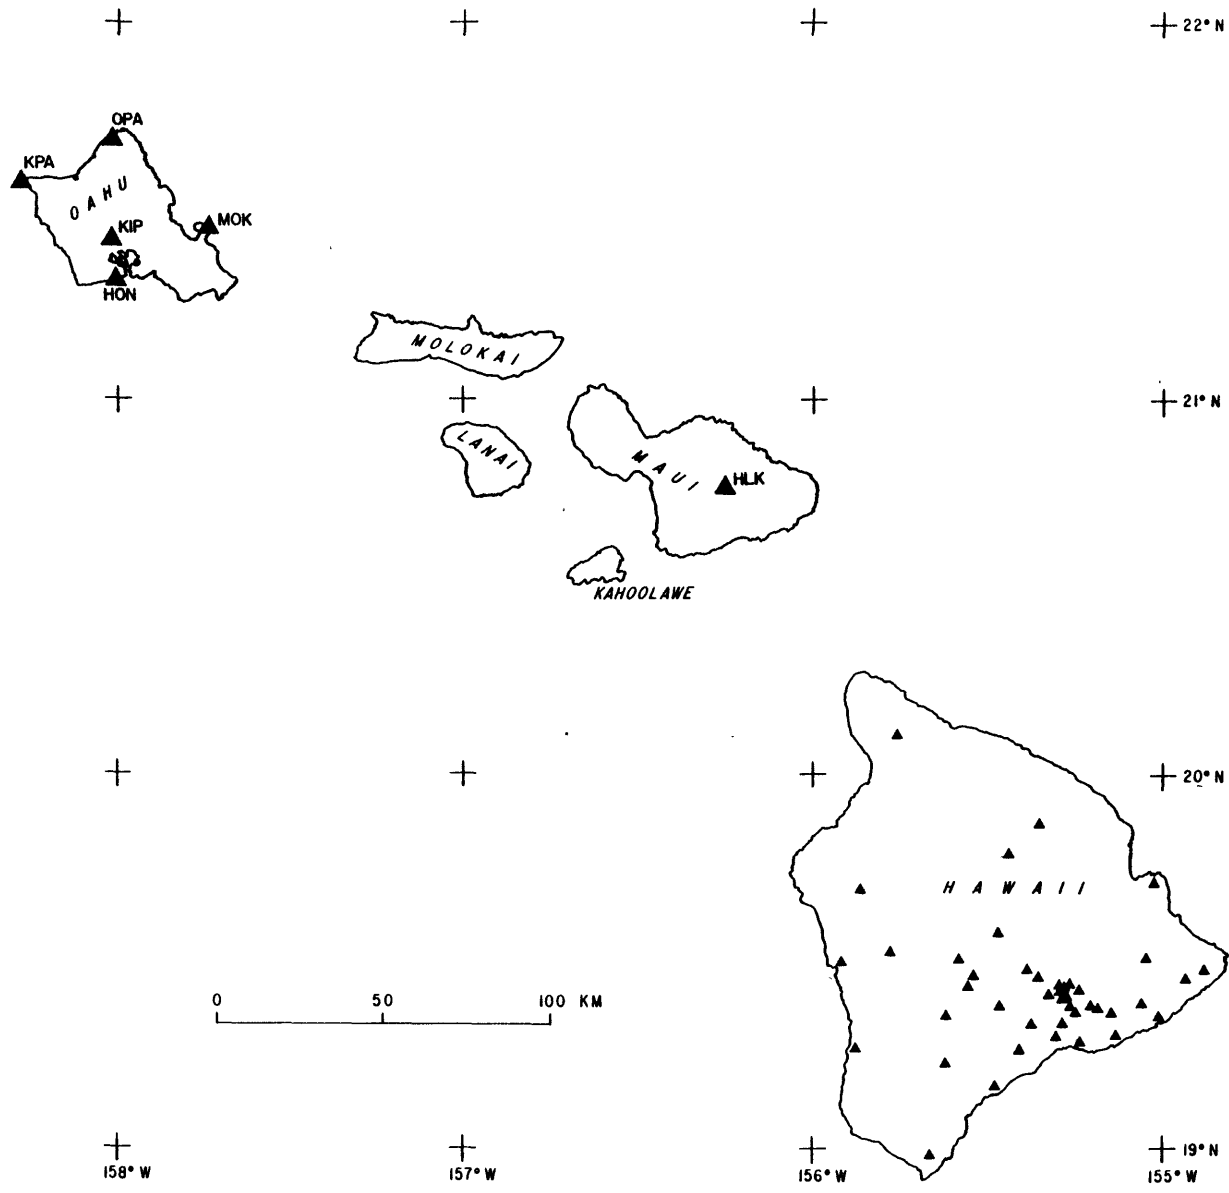 22° N
OPA
KPA
OAHU
KIP
MOK
HON
MOLOKAI
21° N
LANAI
MAUI
HLK
KAHOOLAWE
20° N
HAWAII
0 50 100 KM
19° N
158° W 157° W 156° W 155° W